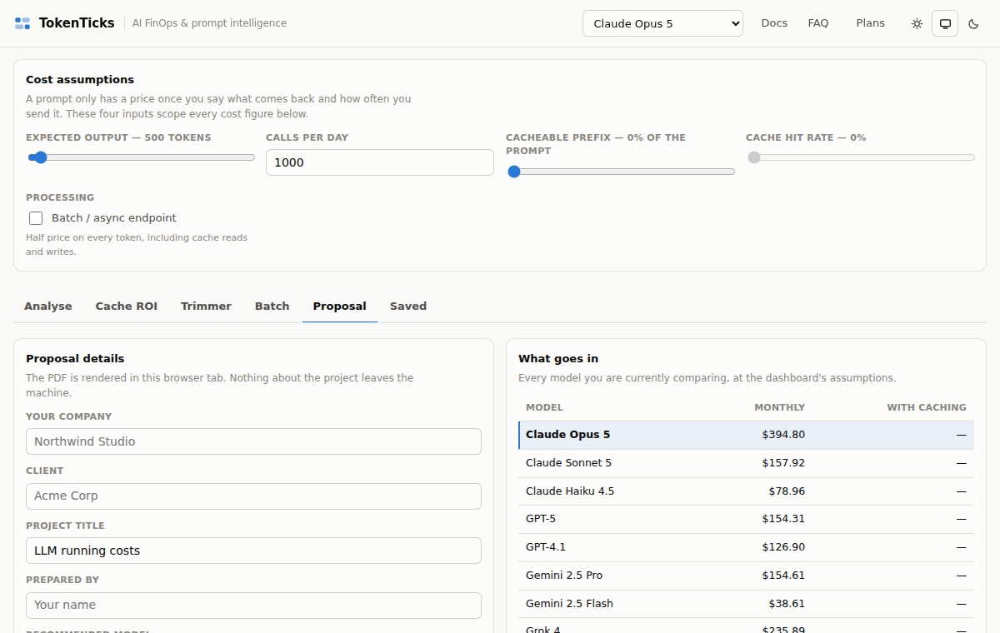 TokenTicks
AI FinOps & prompt intelligence
Claude Opus 5
Docs
FAQ
Plans
Cost assumptions
A prompt only has a price once you say what comes back and how often you
send it. These four inputs scope every cost figure below.
EXPECTED OUTPUT — 500 TOKENS
CALLS PER DAY
1000
CACHEABLE PREFIX — 0% OF THE
PROMPT
CACHE HIT RATE — 0%
PROCESSING
Batch / async endpoint
Half price on every token, including cache reads
and writes.
Analyse
Cache ROI
Trimmer
Batch
Proposal
Saved
Proposal details
The PDF is rendered in this browser tab. Nothing about the project leaves the
machine.
YOUR COMPANY
Northwind Studio
CLIENT
Acme Corp
PROJECT TITLE
LLM running costs
PREPARED BY
Your name
RECOMMENDED MODEL
What goes in
Every model you are currently comparing, at the dashboard's assumptions.
MODEL MONTHLY WITH CACHING
Claude Opus 5 $394.80 —
Claude Sonnet 5 $157.92 —
Claude Haiku 4.5 $78.96 —
GPT-5 $154.31 —
GPT-4.1 $126.90 —
Gemini 2.5 Pro $154.61 —
Gemini 2.5 Flash $38.61 —
Grok 4 $235.89 —